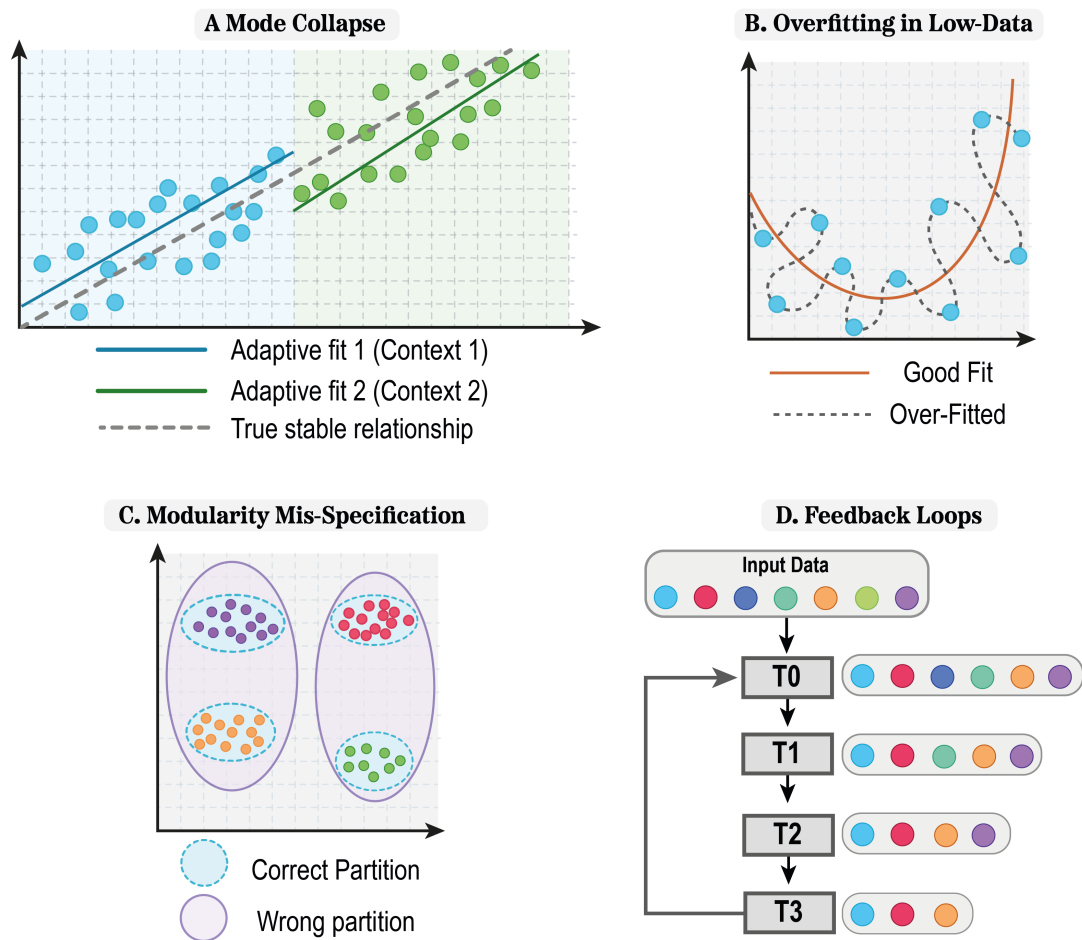 A Mode Collapse
Adaptive fit 1 (Context 1)
Adaptive fit 2 (Context 2)
True stable relationship
B. Overfitting in Low-Data
Good Fit
Over-Fitted
C. Modularity Mis-Specification
Correct Partition
Wrong partition
D. Feedback Loops
Input Data
T0
T1
T2
T3